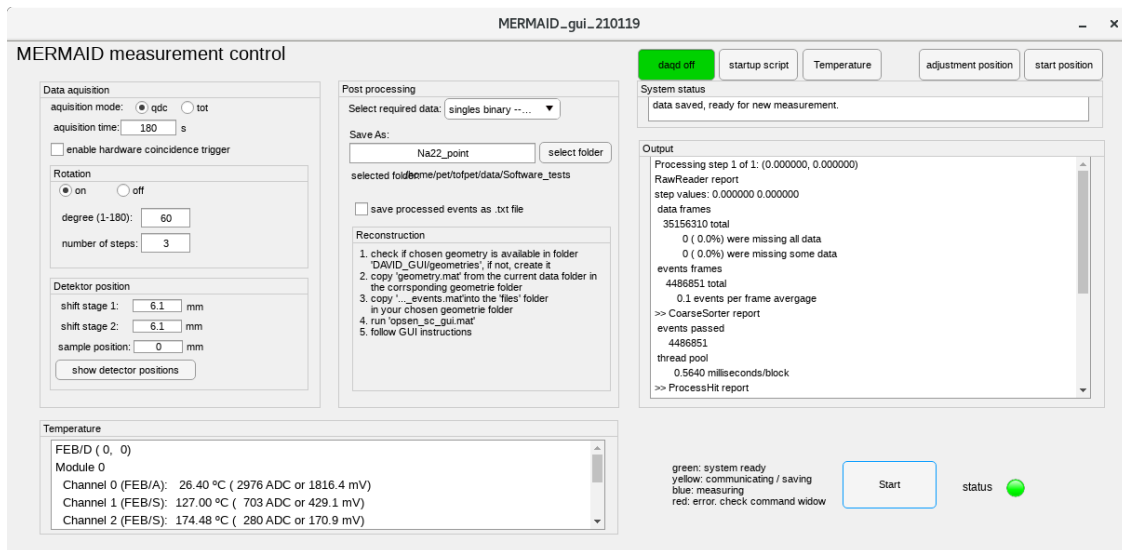 MERMAID_gui_210119
MERMAID measurement control
daqd off
startup script
Temperature
adjustment position
start position
Data aquisition
aquisition mode: qdc tot
aquisition time: 180 s
enable hardware coincidence trigger
Rotation
on off
degree (1-180): 60
number of steps: 3
Detektor position
shift stage 1: 6.1 mm
shift stage 2: 6.1 mm
sample position: 0 mm
show detector positions
Post processing
Select required data: singles binary --...
Save As:
Na22_point select folder
selected folder: /home/pet/tofpet/data/Software_tests
save processed events as .txt file
Reconstruction
1. check if chosen geometry is available in folder
'DAVID_GUI/geometries', if not, create it
2. copy 'geometry.mat' from the current data folder in
the corrsponging geometrie folder
3. copy '..._events.mat'into the 'files' folder
in your chosen geometrie folder
4. run 'opsen_sc_gui.mat'
5. follow GUI instructions
System status
data saved, ready for new measurement.
Output
Processing step 1 of 1: (0.000000, 0.000000)
RawReader report
step values: 0.000000 0.000000
data frames
35156310 total
0 ( 0.0%) were missing all data
0 ( 0.0%) were missing some data
events frames
4486851 total
0.1 events per frame avergage
>> CoarseSorter report
events passed
4486851
thread pool
0.5640 milliseconds/block
>> ProcessHit report
Temperature
FEB/D ( 0, 0)
Module 0
Channel 0 (FEB/A): 26.40 ºC ( 2976 ADC or 1816.4 mV)
Channel 1 (FEB/S): 127.00 ºC ( 703 ADC or 429.1 mV)
Channel 2 (FEB/S): 174.48 ºC ( 280 ADC or 170.9 mV)
green: system ready
yellow: communicating / saving
blue: measuring
red: error. check command widow
Start
status